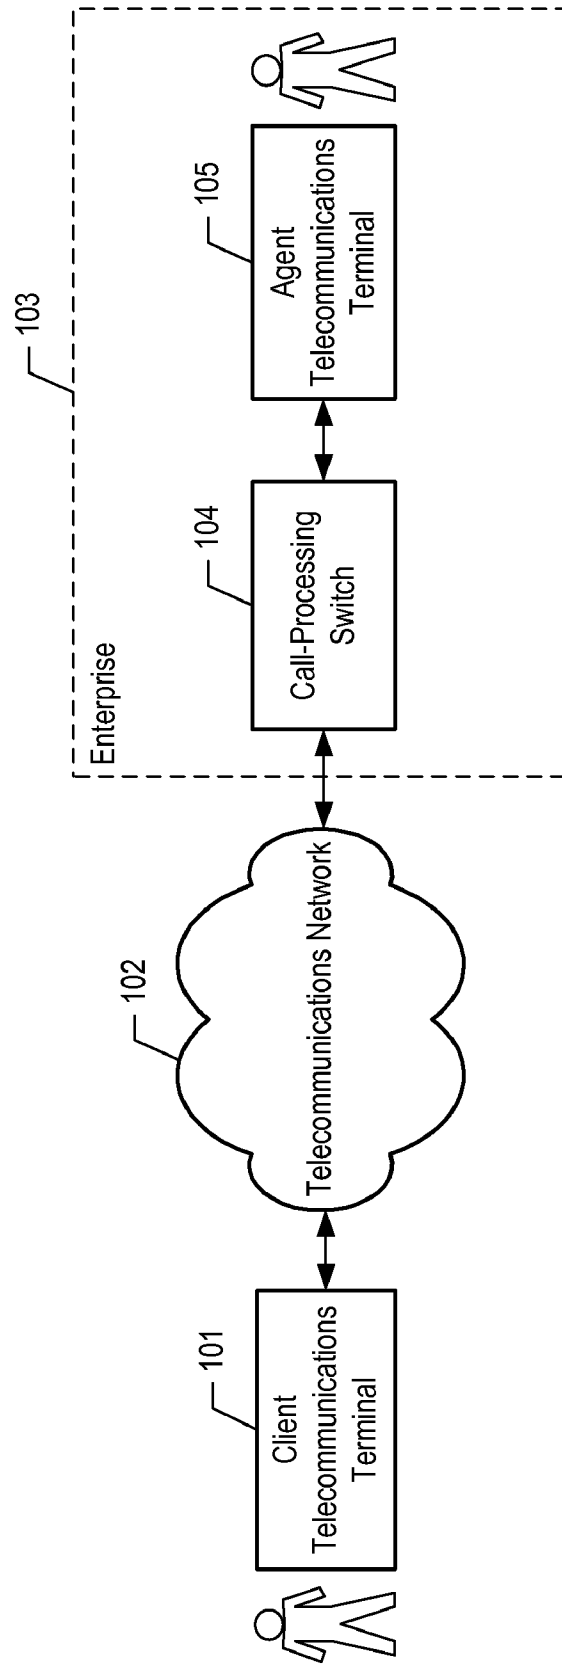 103
Enterprise
101
Client
Telecommunications
Terminal
102
Telecommunications Network
104
Call-Processing
Switch
105
Agent
Telecommunications
Terminal